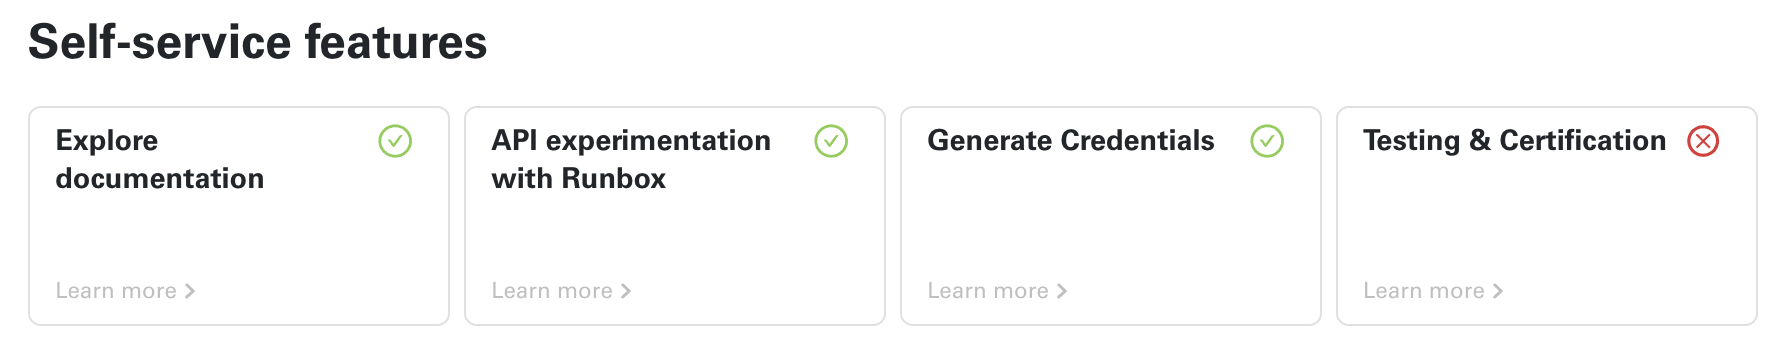 Self-service features
Explore
documentation
Learn more
API experimentation
with Runbox
Learn more
Generate Credentials
Learn more
Testing & Certification
Learn more